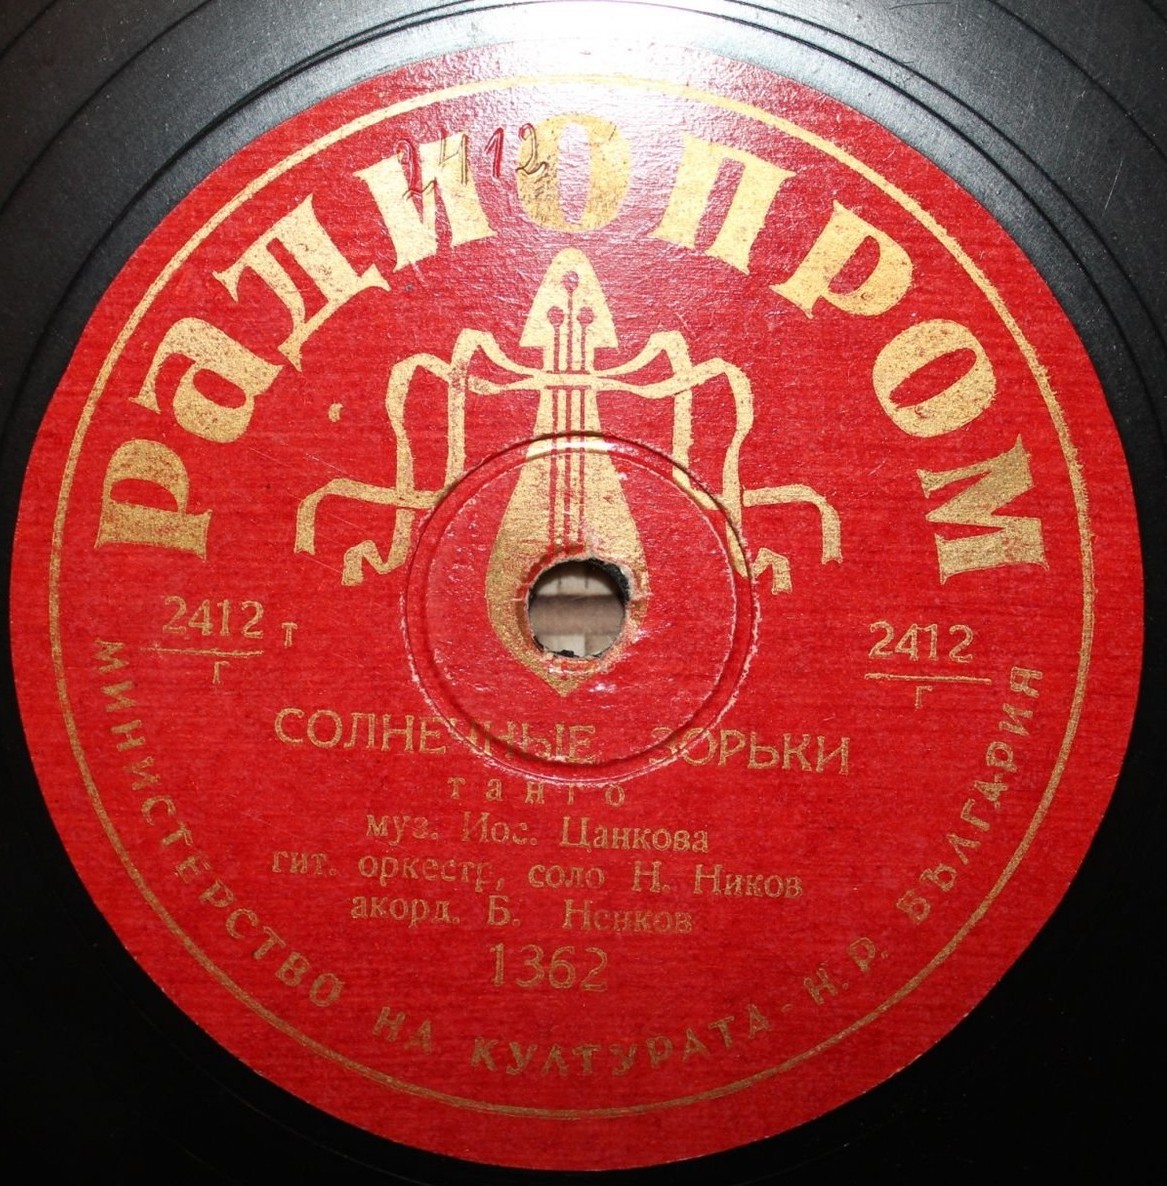 РАДИОПРОМ
2412
2412 т
Г
2412
Г
СОЛНЕЧНЫЕ ЗОРЬКИ
танго
муз. Иос. Цанкова
гит. оркестр, соло Н. Ников
акорд. Б.
1362
МИНИСТЕРСТВО НА КУЛТУРАТА - Н. Р. БЪЛГАРИЯ